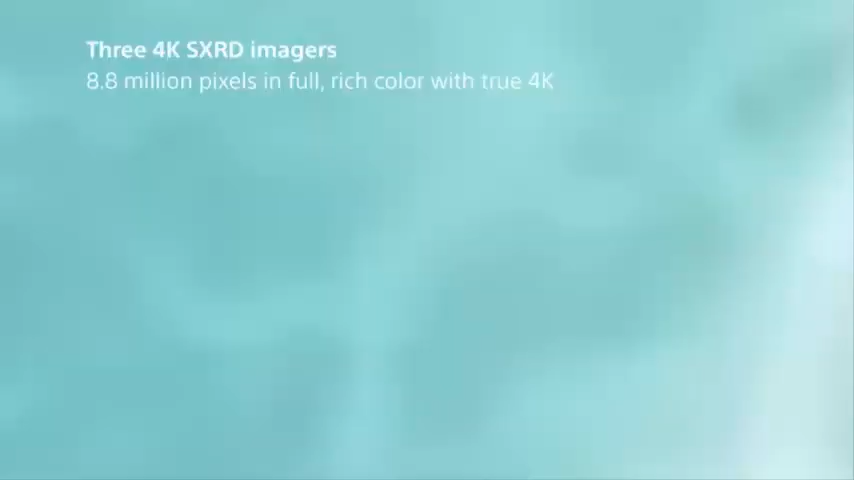 Three 4K SXRD imagers
8.8 million pixels in full, rich color with true 4K